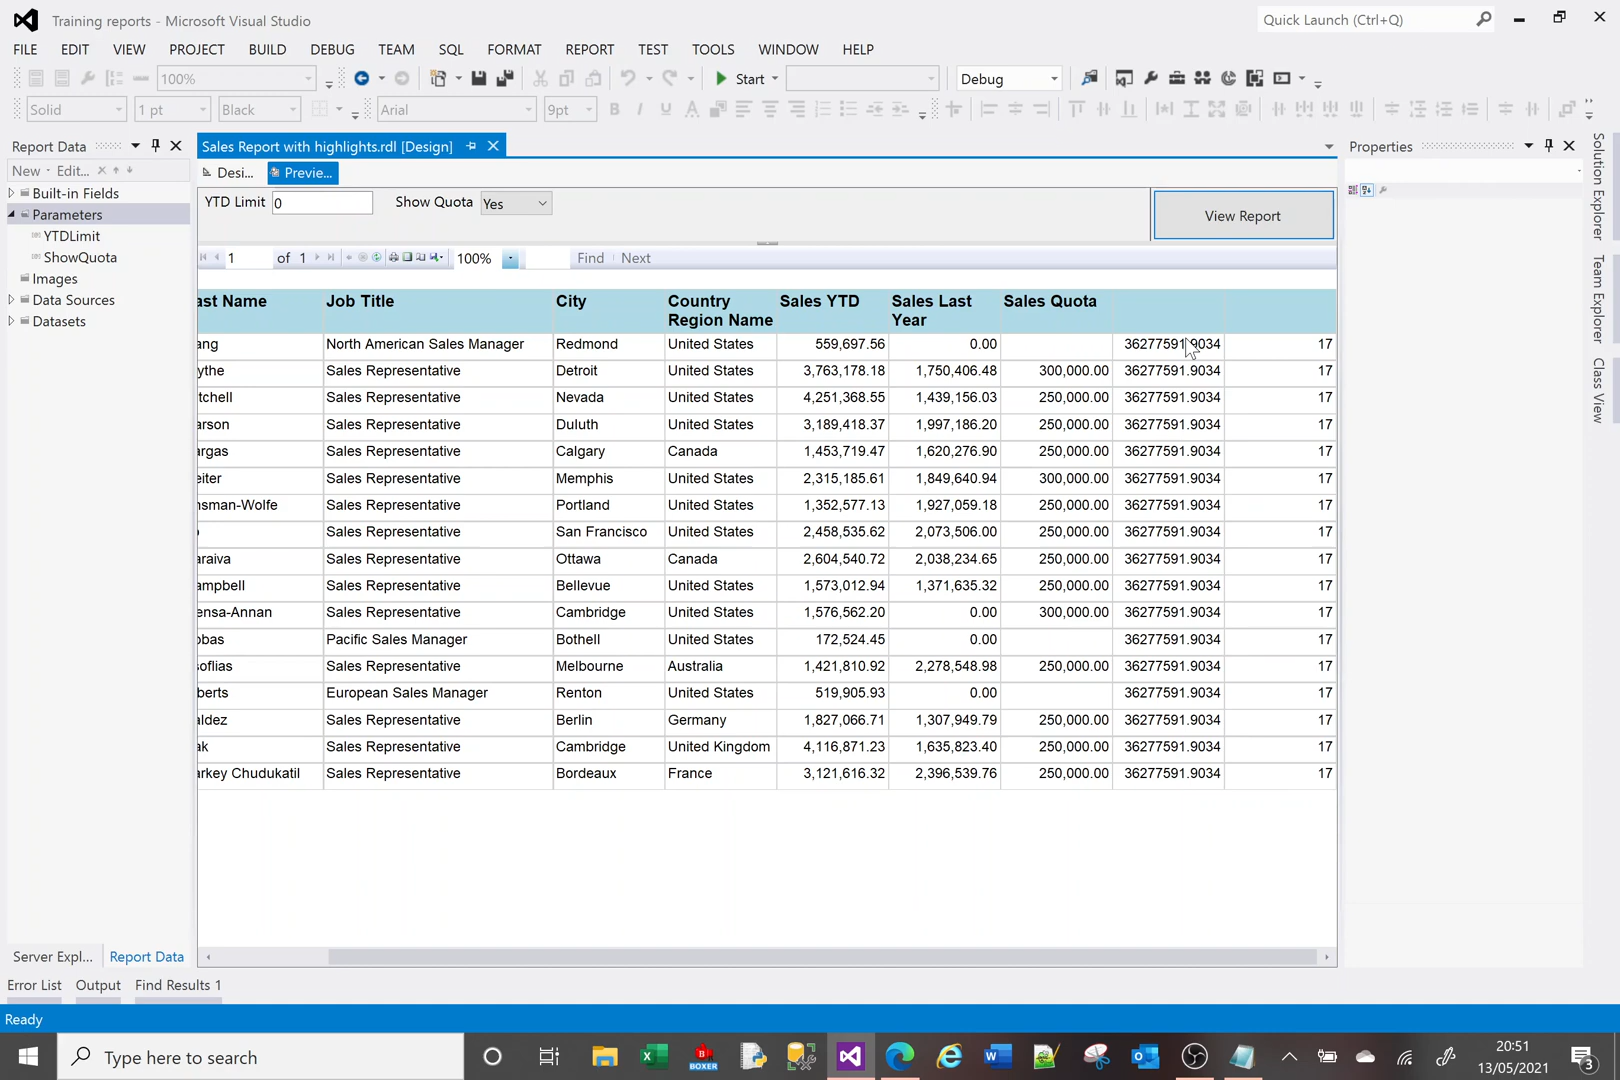 Training reports - Microsoft Visual Studio
Quick Launch (Ctrl+Q)
FILE EDIT VIEW PROJECT BUILD DEBUG TEAM SQL FORMAT REPORT TEST TOOLS WINDOW HELP
100% Start Debug
Solid 1 pt Black Arial 9pt B I U A
Report Data
Sales Report with highlights.rdl [Design]
Properties
New Edit...
Desi... Previe...
Built-in Fields
Parameters
YTDLimit
ShowQuota
Images
Data Sources
Datasets
YTD Limit 0 Show Quota Yes View Report
1 of 1 100% Find Next
ast Name Job Title City Country Sales YTD Sales Last Sales Quota
Region Name Year
ang North American Sales Manager Redmond United States 559,697.56 0.00 36277591.9034 17
ythe Sales Representative Detroit United States 3,763,178.18 1,750,406.48 300,000.00 36277591.9034 17
tchell Sales Representative Nevada United States 4,251,368.55 1,439,156.03 250,000.00 36277591.9034 17
arson Sales Representative Duluth United States 3,189,418.37 1,997,186.20 250,000.00 36277591.9034 17
argas Sales Representative Calgary Canada 1,453,719.47 1,620,276.90 250,000.00 36277591.9034 17
eiter Sales Representative Memphis United States 2,315,185.61 1,849,640.94 300,000.00 36277591.9034 17
nsman-Wolfe Sales Representative Portland United States 1,352,577.13 1,927,059.18 250,000.00 36277591.9034 17
Sales Representative San Francisco United States 2,458,535.62 2,073,506.00 250,000.00 36277591.9034 17
araiva Sales Representative Ottawa Canada 2,604,540.72 2,038,234.65 250,000.00 36277591.9034 17
ampbell Sales Representative Bellevue United States 1,573,012.94 1,371,635.32 250,000.00 36277591.9034 17
ensa-Annan Sales Representative Cambridge United States 1,576,562.20 0.00 300,000.00 36277591.9034 17
bbas Pacific Sales Manager Bothell United States 172,524.45 0.00 36277591.9034 17
soflias Sales Representative Melbourne Australia 1,421,810.92 2,278,548.98 250,000.00 36277591.9034 17
lberts European Sales Manager Renton United States 519,905.93 0.00 36277591.9034 17
aldez Sales Representative Berlin Germany 1,827,066.71 1,307,949.79 250,000.00 36277591.9034 17
ak Sales Representative Cambridge United Kingdom 4,116,871.23 1,635,823.40 250,000.00 36277591.9034 17
arkey Chudukatil Sales Representative Bordeaux France 3,121,616.32 2,396,539.76 250,000.00 36277591.9034 17
Solution Explorer
Team Explorer
Class View
Server Expl... Report Data
Error List Output Find Results 1
Ready
Type here to search
BOXER
20:51
13/05/2021
3